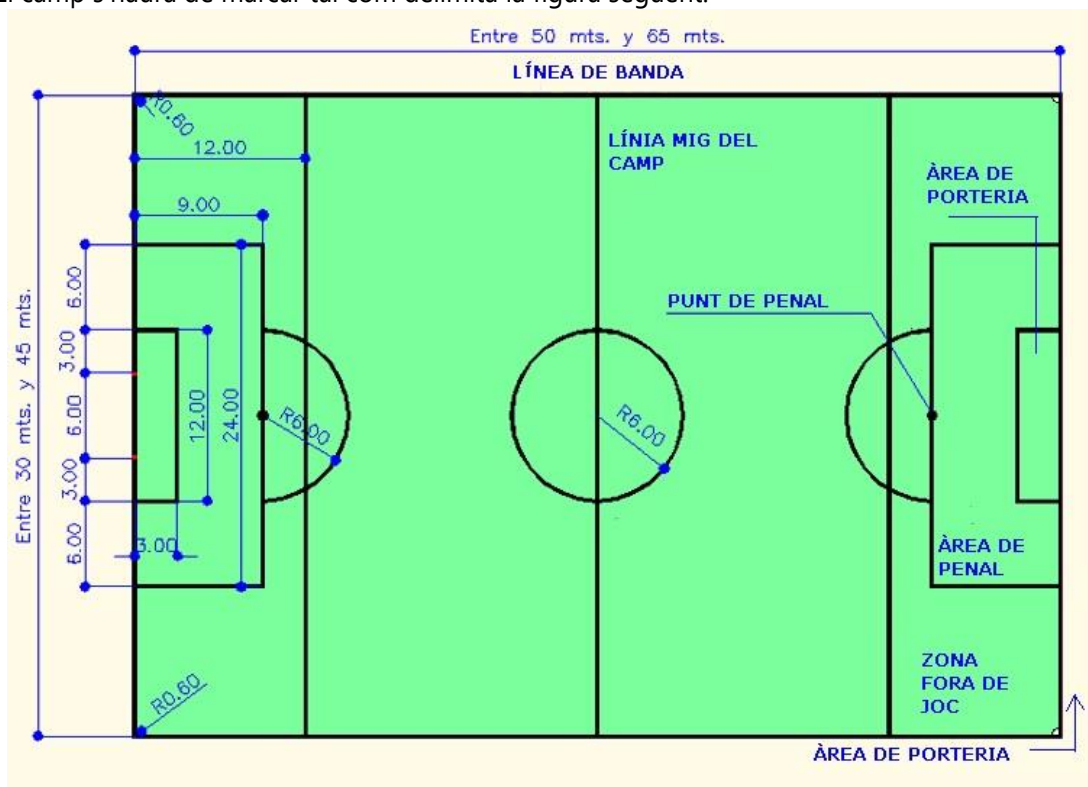 El camp s'haurà de marcar tal com delimita la figura següent:
Entre 50 mts. y 65 mts.
LÍNEA DE BANDA
R0.60
12.00
LÍNIA MIG DEL
CAMP
ÀREA DE
PORTERIA
9.00
6.00
3.00
6.00
3.00
6.00
Entre 30 mts. y 45 mts.
12.00
24.00
R6.00
R6.00
PUNT DE PENAL
3.00
ÀREA DE
PENAL
ZONA
FORA DE
JOC
R0.60
ÀREA DE PORTERIA